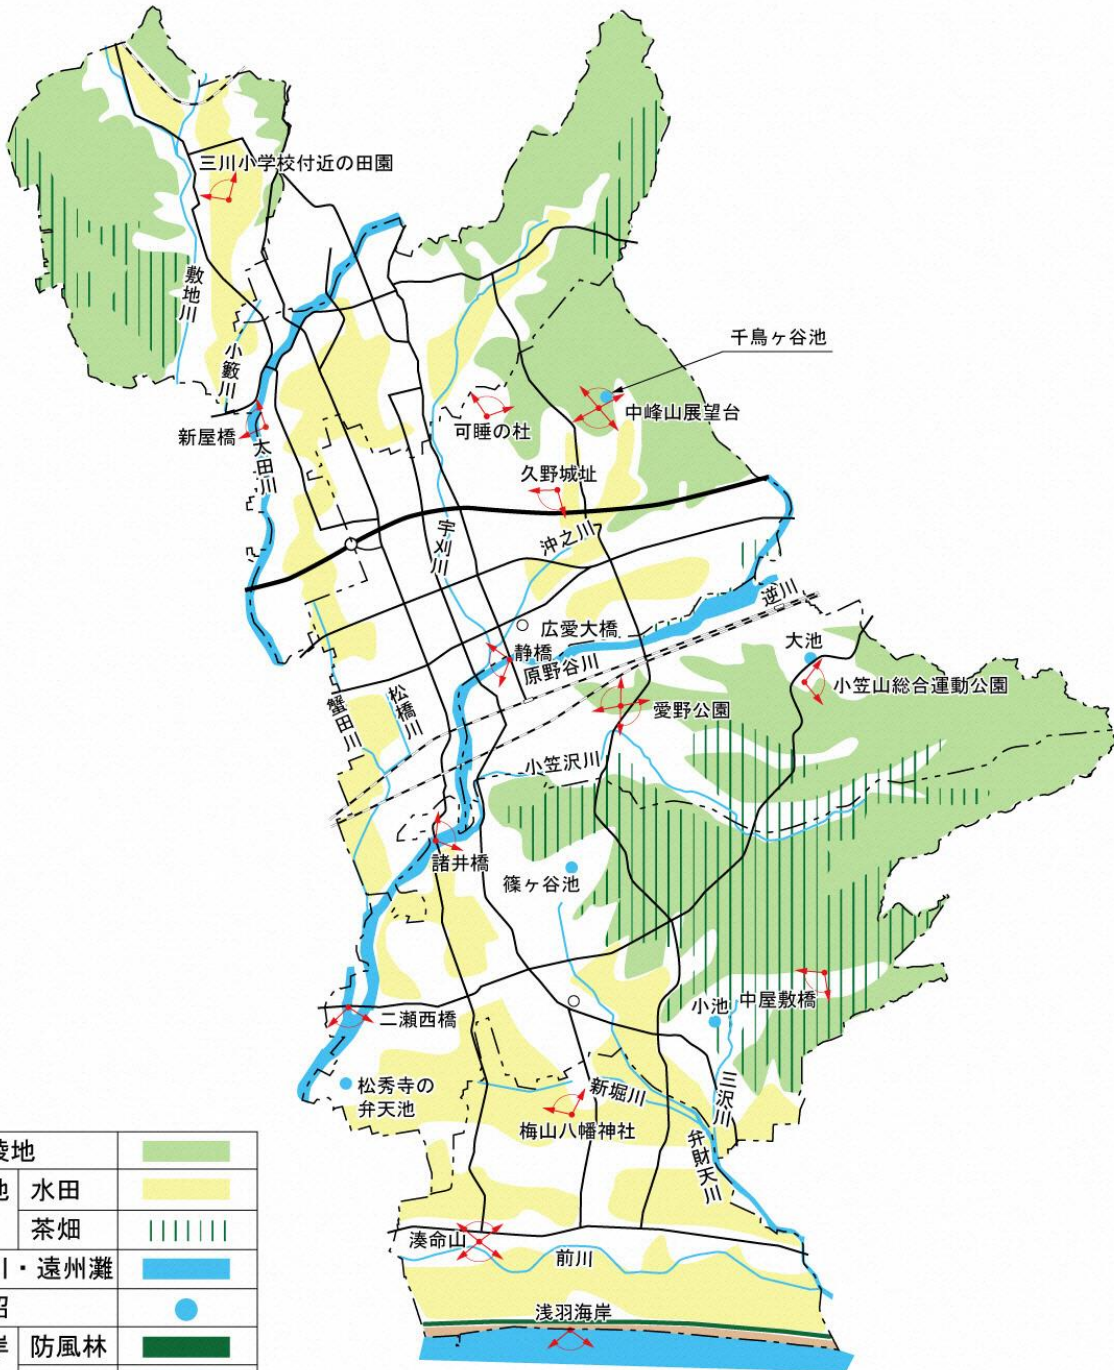 三川小学校付近の田園
敷地川
小籔川
千鳥ヶ谷池
中峰山展望台
可睡の杜
新屋橋
太田川
久野城址
宇刈川
沖之川
逆川
広愛大橋
静橋
原野谷川
大池
小笠山総合運動公園
愛野公園
蟹田川
松橋川
小笠沢川
諸井橋
篠ヶ谷池
中屋敷橋
小池
二瀬西橋
松秀寺の
弁天池
新堀川
三沢川
梅山八幡神社
弁財天川
湊命山
前川
浅羽海岸
陵地
地 水田
茶畑
川・遠州灘
沼
岸 防風林